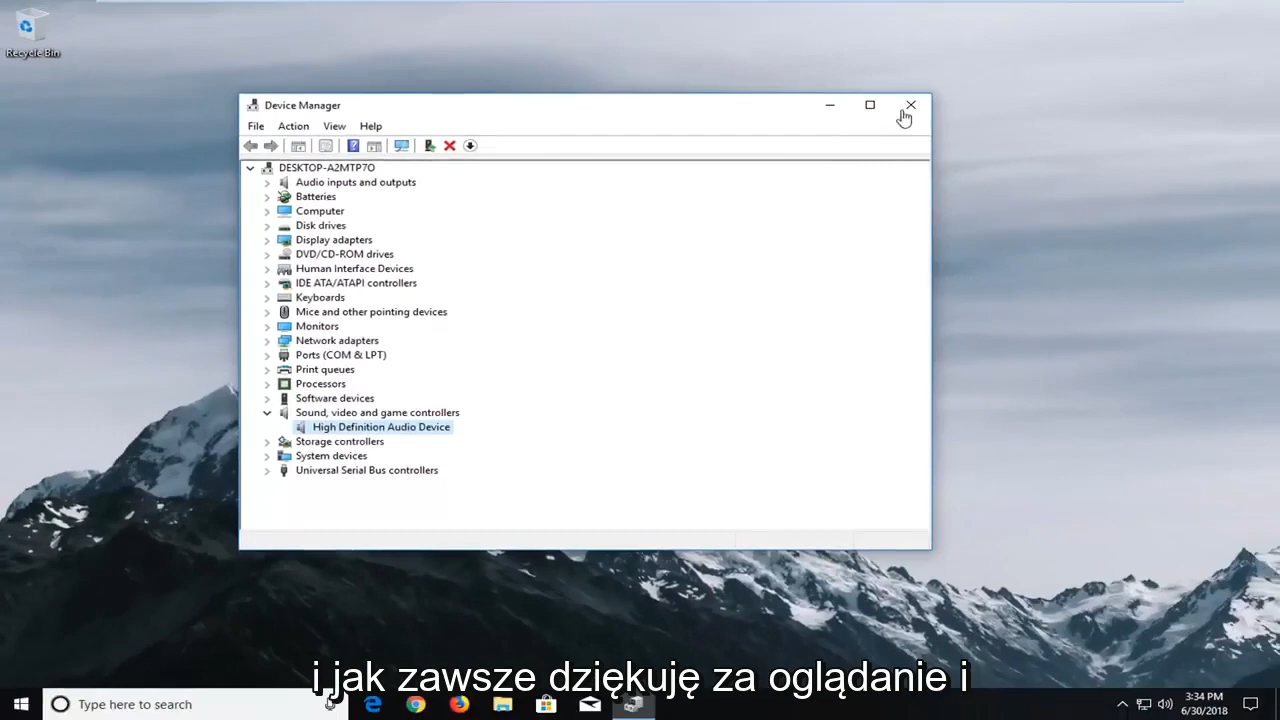 Recycle Bin
Device Manager
File Action View Help
DESKTOP-A2MTP7O
Audio inputs and outputs
Batteries
Computer
Disk drives
Display adapters
DVD/CD-ROM drives
Human Interface Devices
IDE ATA/ATAPI controllers
Keyboards
Mice and other pointing devices
Monitors
Network adapters
Ports (COM & LPT)
Print queues
Processors
Software devices
Sound, video and game controllers
High Definition Audio Device
Storage controllers
System devices
Universal Serial Bus controllers
i jak zawsze dziękuję za oglądanie i
Type here to search
3:34 PM
6/30/2018